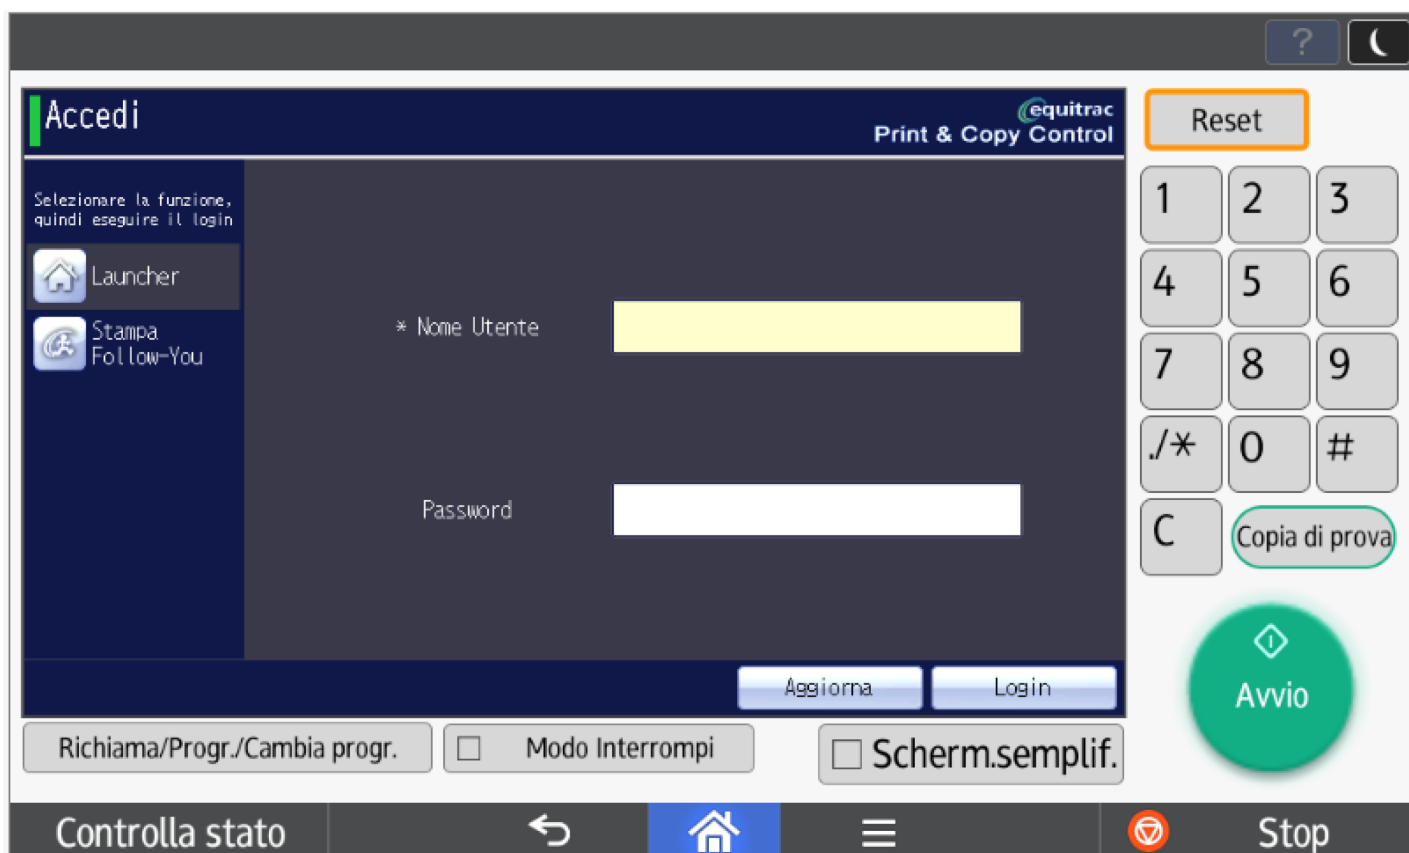 ?
Accedi
equitrac
Print & Copy Control
Reset
Selezionare la funzione,
quindi eseguire il login
Launcher
Stampa
Follow-You
* Nome Utente
Password
1 2 3
4 5 6
7 8 9
./* 0 #
C Copia di prova
Avvio
Aggiorna Login
Richiama/Progr./Cambia progr. Modo Interrompi Scherm.semplif.
Controlla stato Stop